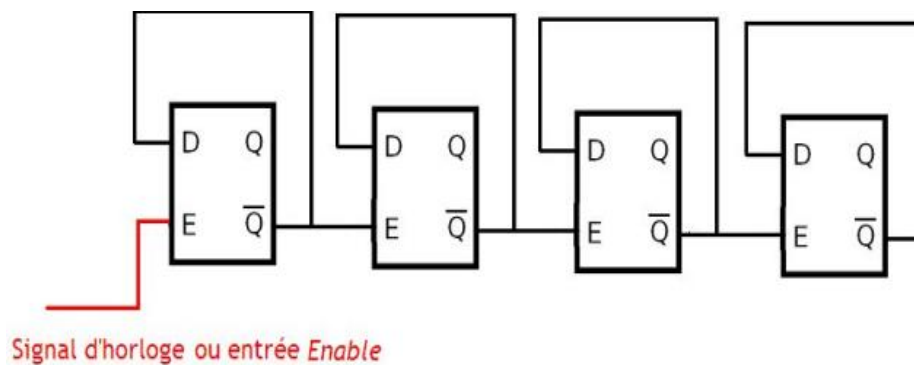 D Q
E Q̅
D Q
E Q̅
D Q
E Q̅
D Q
E Q̅
Signal d'horloge ou entrée Enable